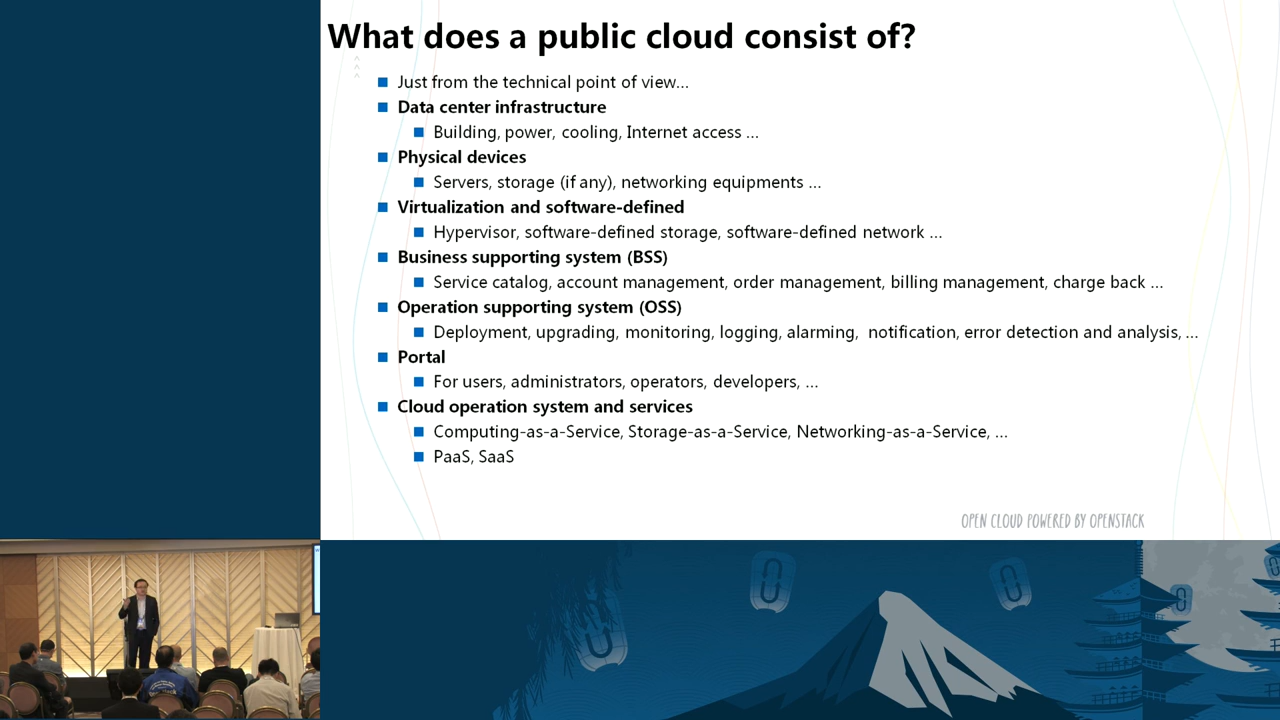 What does a public cloud consist of?
Just from the technical point of view...
Data center infrastructure
Building, power, cooling, Internet access ...
Physical devices
Servers, storage (if any), networking equipments ...
Virtualization and software-defined
Hypervisor, software-defined storage, software-defined network ...
Business supporting system (BSS)
Service catalog, account management, order management, billing management, charge back ...
Operation supporting system (OSS)
Deployment, upgrading, monitoring, logging, alarming, notification, error detection and analysis, ...
Portal
For users, administrators, operators, developers, ...
Cloud operation system and services
Computing-as-a-Service, Storage-as-a-Service, Networking-as-a-Service, ...
PaaS, SaaS
OPEN CLOUD POWERED BY OPENSTACK